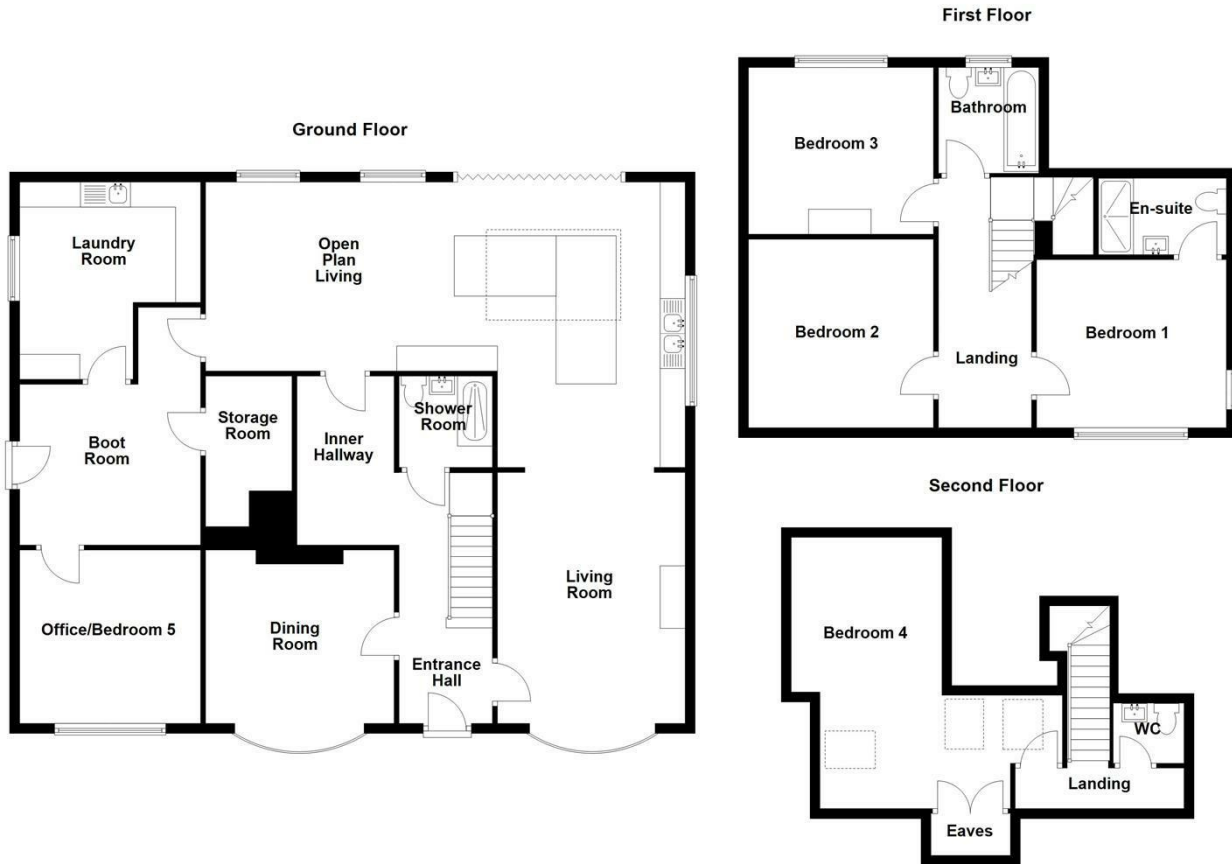 Ground Floor
Laundry
Room
Open
Plan
Living
Boot
Room
Storage
Room
Inner
Hallway
Shower
Room
Office/Bedroom 5
Dining
Room
Entrance
Hall
Living
Room
First Floor
Bedroom 3
Bathroom
En-suite
Bedroom 2
Landing
Bedroom 1
Second Floor
Bedroom 4
WC
Landing
Eaves